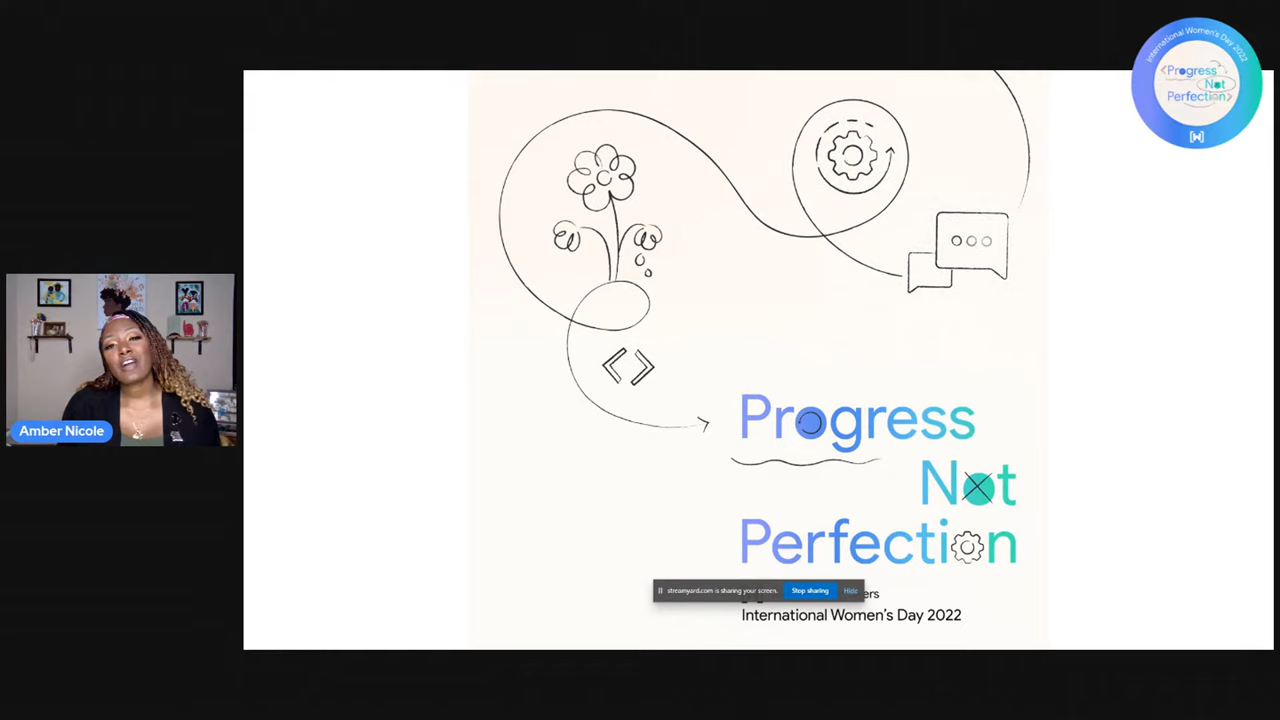 International Women's Day 2022
<Progress
Not
Perfection>
[W]
Amber Nicole
Progress
Not
Perfection
streamyard.com is sharing your screen. Stop sharing Hide
ers
International Women's Day 2022